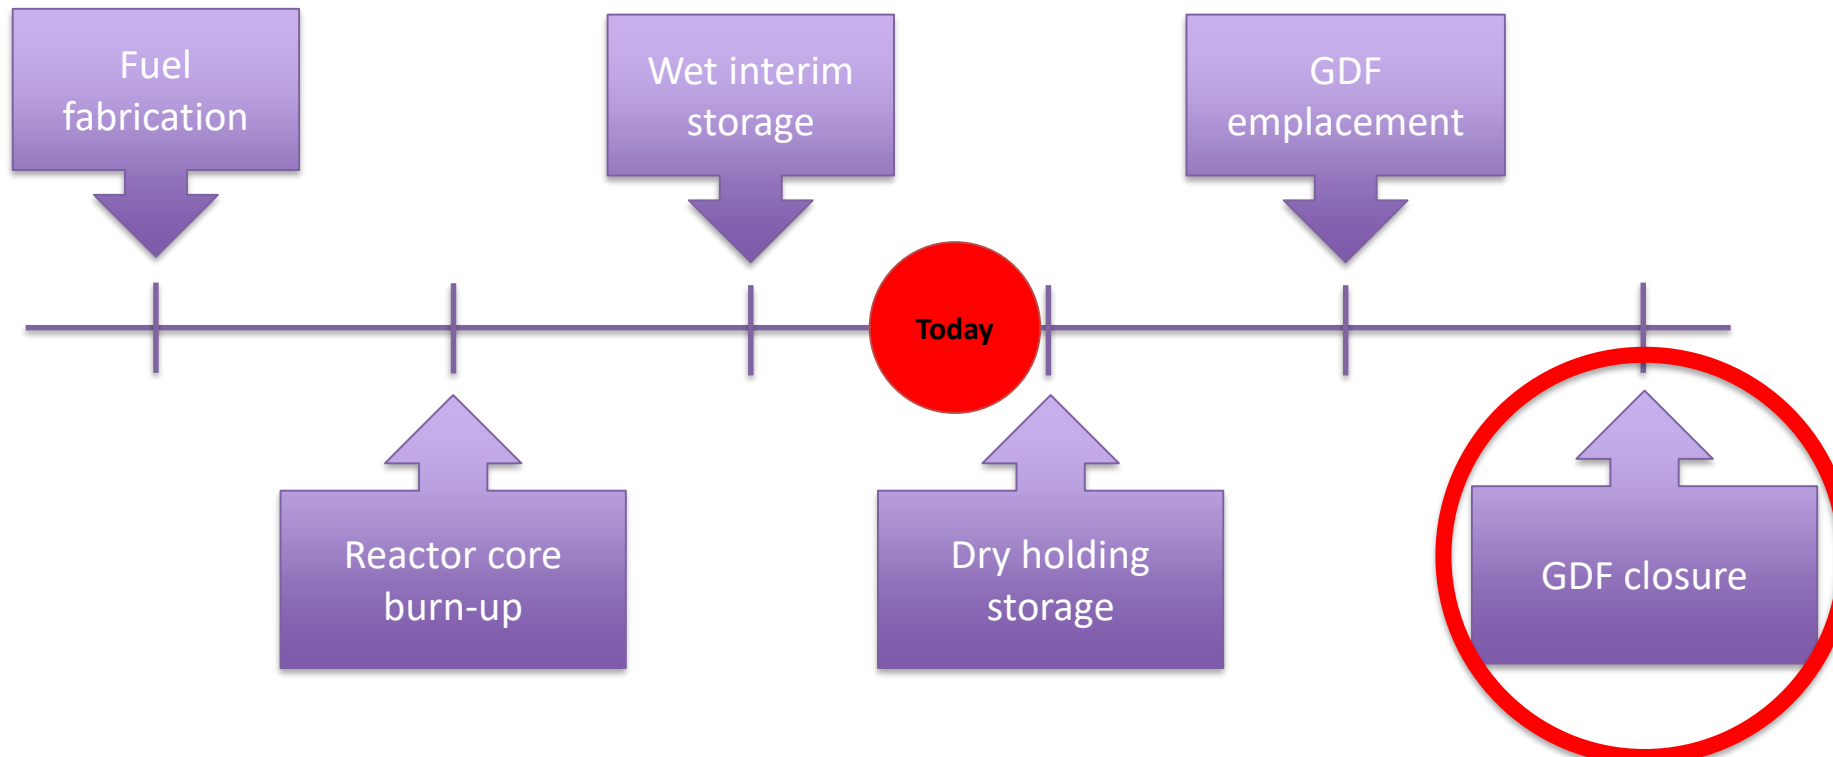 Fuel
fabrication
Wet interim
storage
GDF
emplacement
Today
Reactor core
burn-up
Dry holding
storage
GDF closure